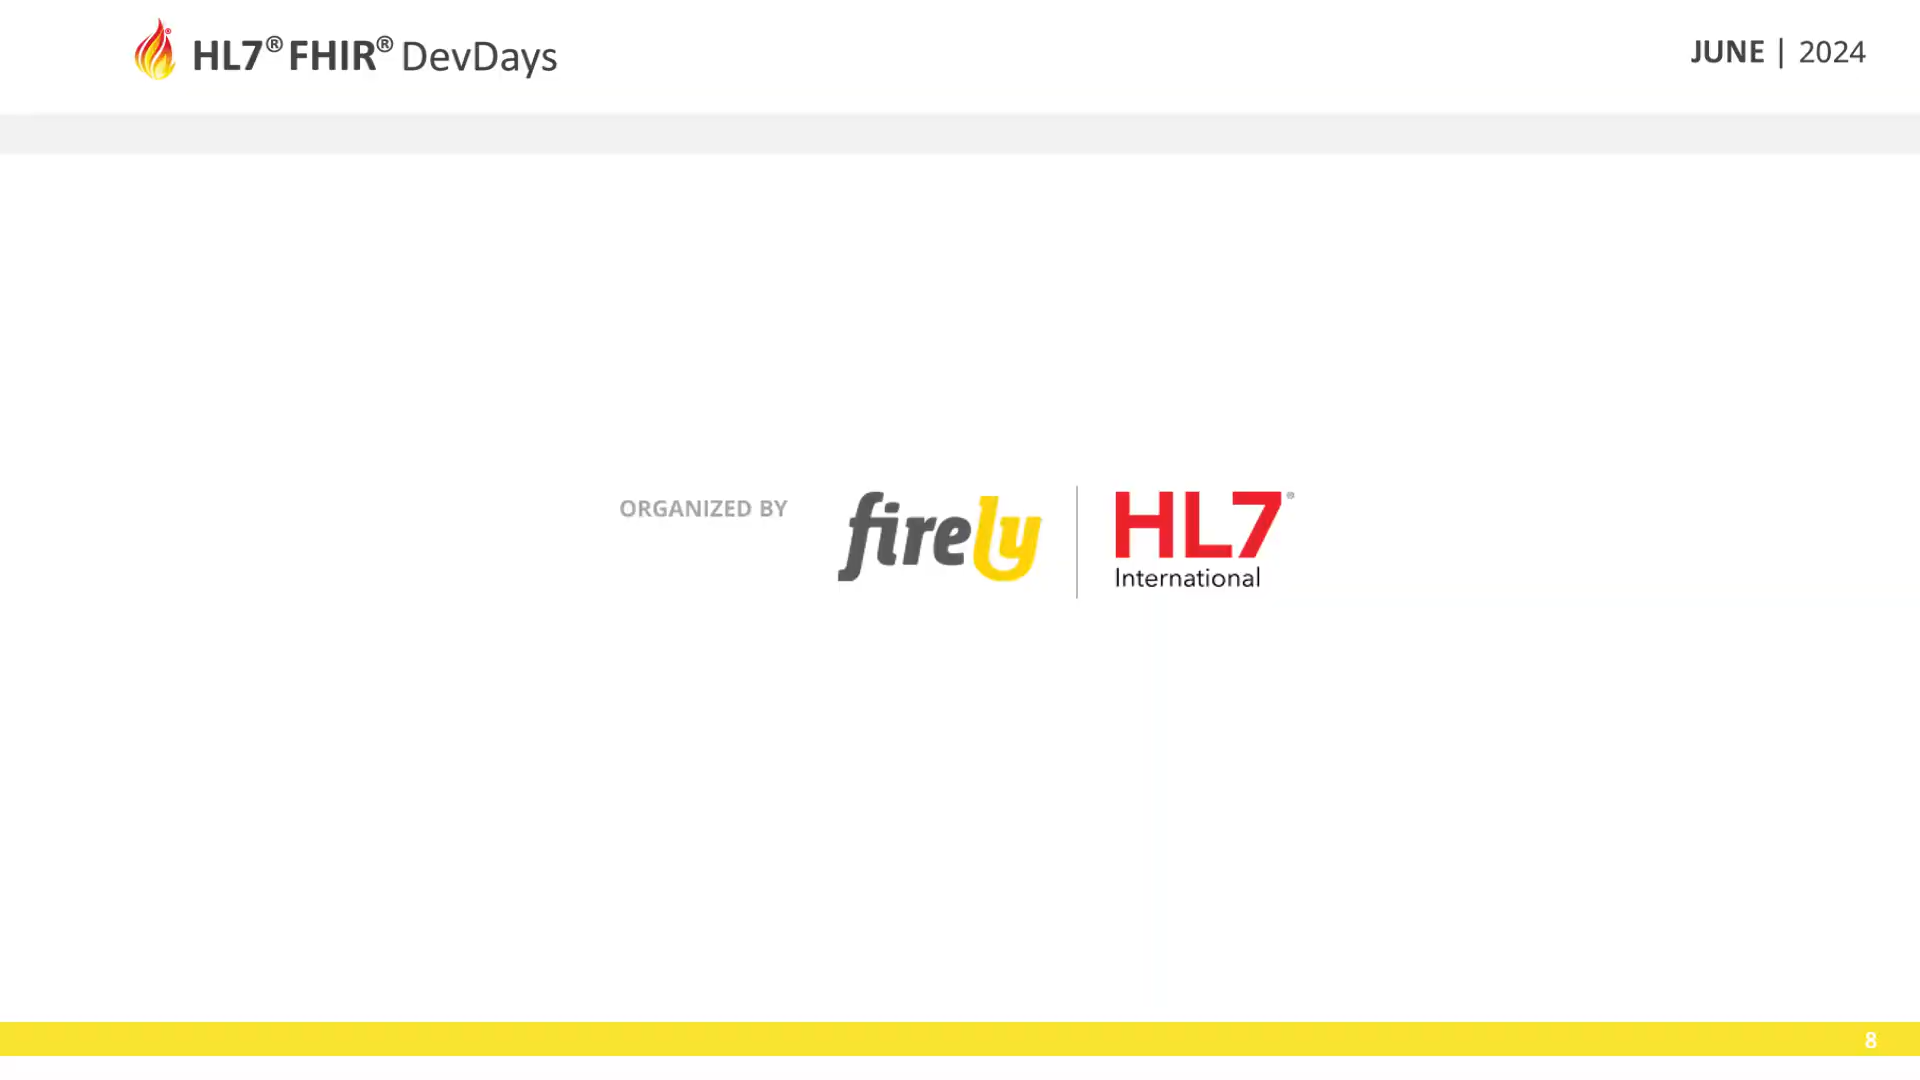 HL7® FHIR® DevDays
JUNE | 2024
ORGANIZED BY
firely
HL7®
International
8